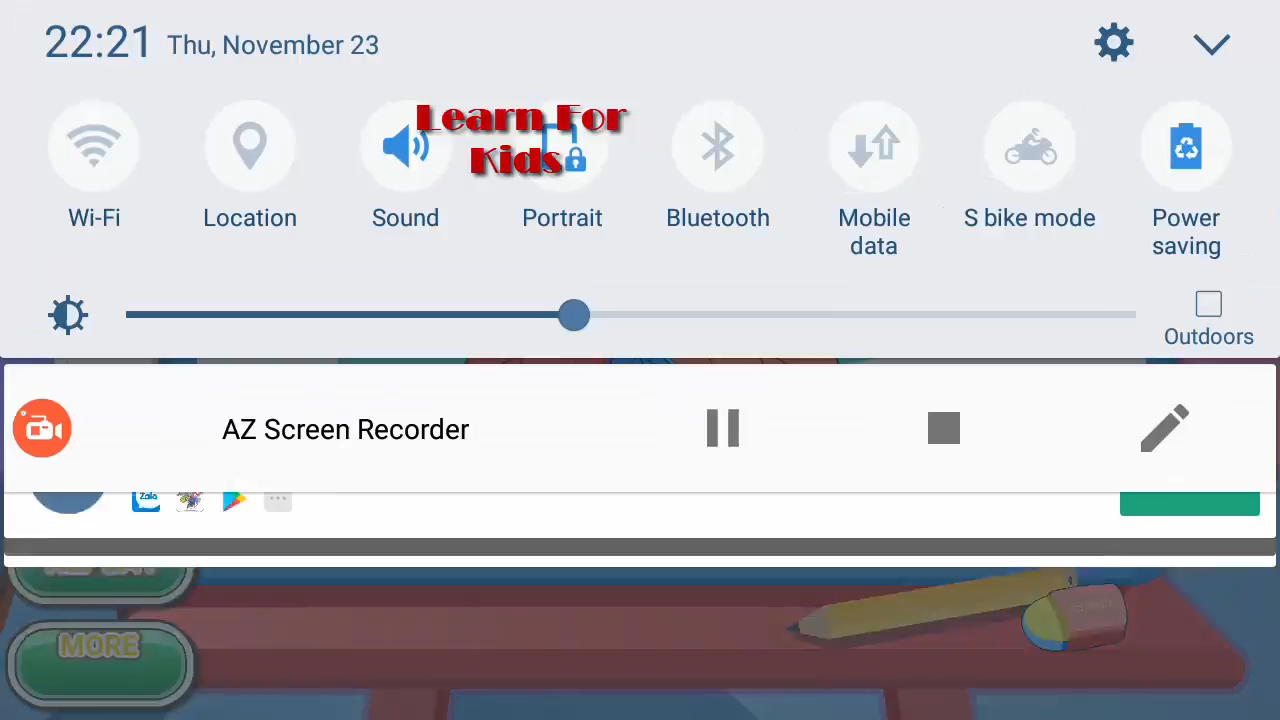 22:21 Thu, November 23
Learn For
Kids
Wi-Fi
Location
Sound
Portrait
Bluetooth
Mobile
data
S bike mode
Power
saving
Outdoors
AZ Screen Recorder
Zalo
MORE